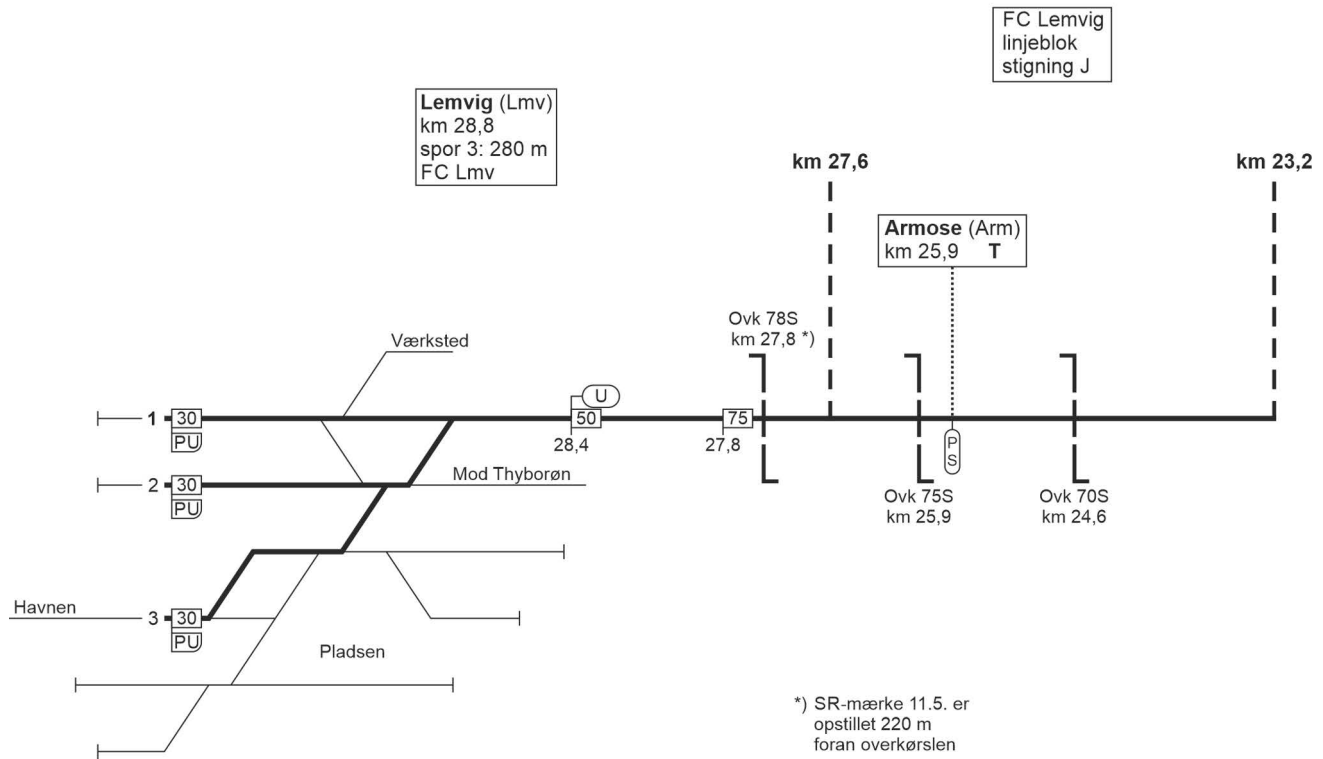 FC Lemvig
linjeblok
stigning J
Lemvig (Lmv)
km 28,8
spor 3: 280 m
FC Lmv
km 27,6
km 23,2
Armose (Arm)
km 25,9 T
Ovk 78S
km 27,8 *)
Værksted
U
1 30
50
75
PU
28,4
27,8
P
S
Mod Thyborøn
2 30
PU
Ovk 75S
km 25,9
Ovk 70S
km 24,6
Havnen
3 30
PU
Pladsen
*) SR-mærke 11.5. er
opstillet 220 m
foran overkørslen